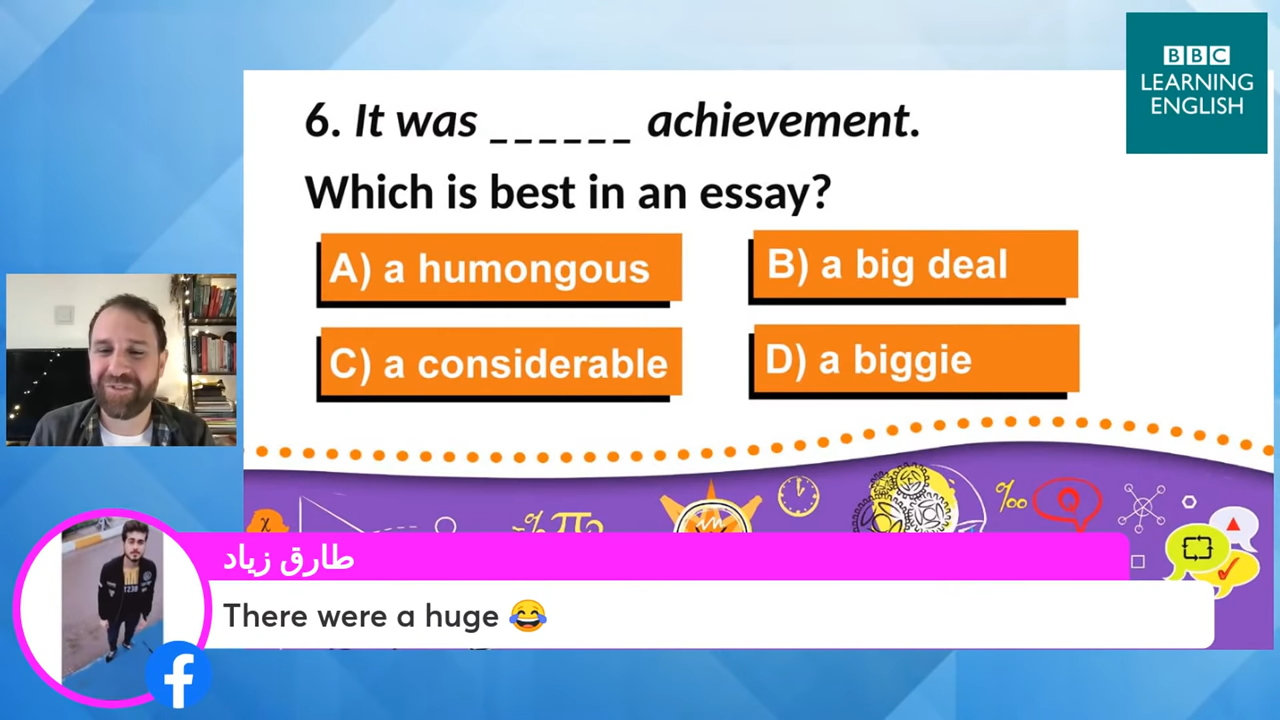 BBC
LEARNING
ENGLISH
6. It was ______ achievement.
Which is best in an essay?
A) a humongous
B) a big deal
C) a considerable
D) a biggie
طارق زياد
There were a huge 😂